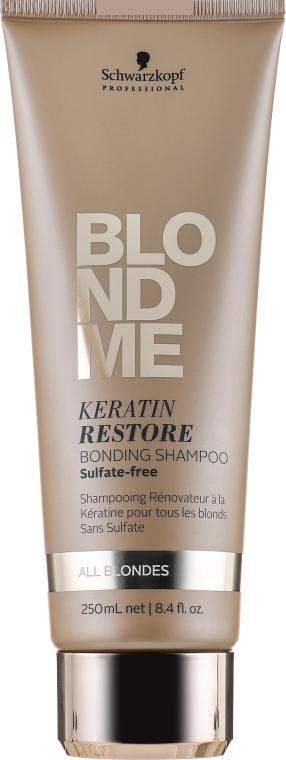 Schwarzkopf
PROFESSIONAL
BLO
ND
ME
KERATIN
RESTORE
BONDING SHAMPOO
Sulfate-free
Shampooing Rénovateur à la
Kératine pour tous les blonds
Sans Sulfate
ALL BLONDES
250mL net | 8.4 fl. oz.